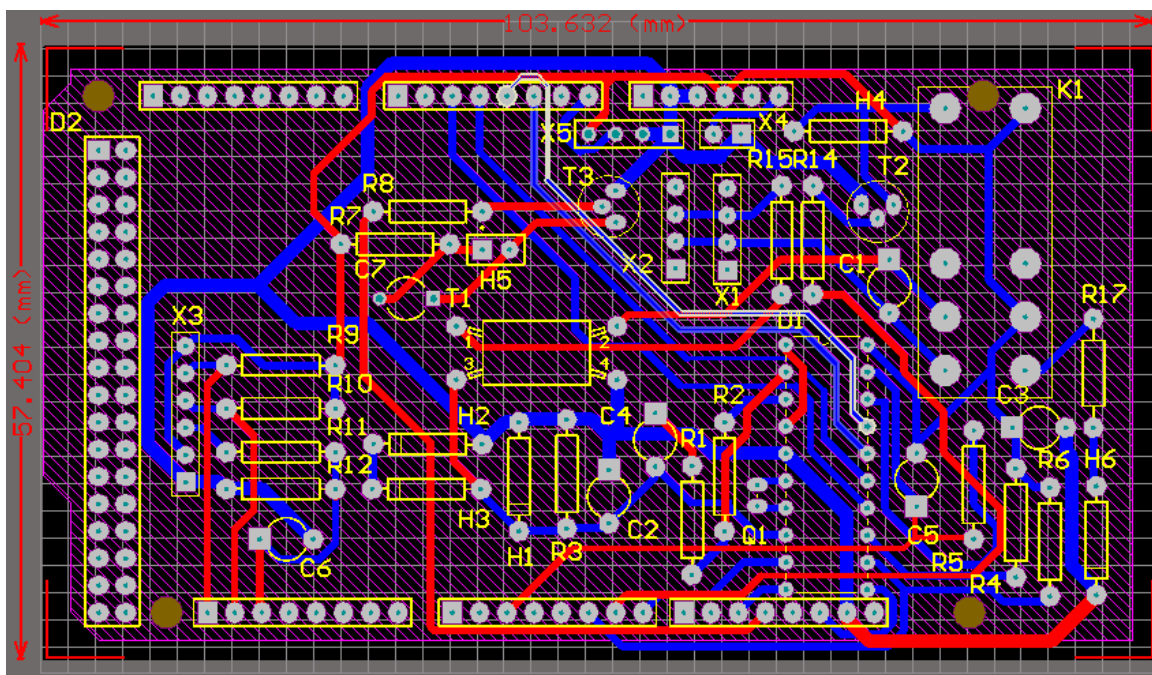 103.632 (mm)
57.404 (mm)
D2
K1
H4
X5
X4
R15
R14
T2
T3
R8
R7
C7
H5
X2
X1
C1
T1
D1
R17
X3
R9
1
2
3
4
R10
R11
R12
H2
C4
R2
R1
C3
R6
H6
H3
H1
R3
C2
Q1
C5
R5
R4
C6